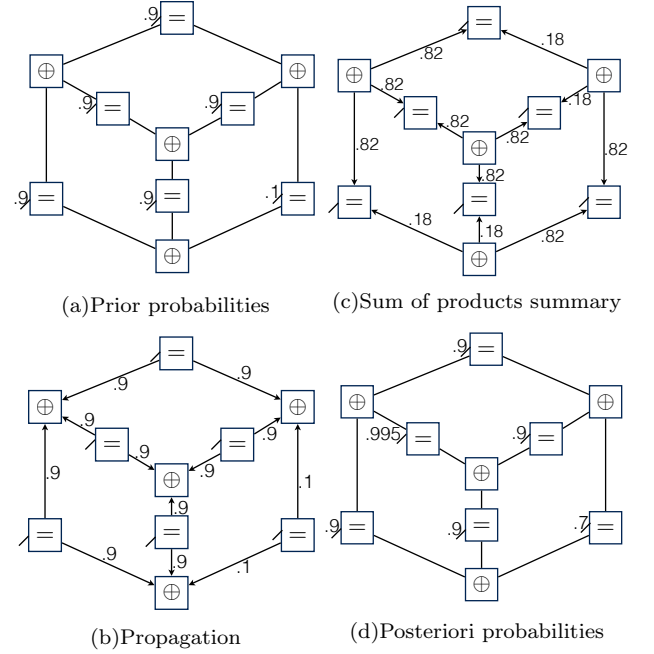 .9 =
⊕ ⊕
.9 = .9 =
⊕
.9 = .9 = .1 =
⊕
(a)Prior probabilities
=
.82 .18
⊕ ⊕
.82 = = .18
.82 .82
⊕
.82 .82 .82
= = =
.18 .18 .82
⊕
(c)Sum of products summary
=
.9 .9
⊕ ⊕
.9 = = .9
.9 .9
⊕
.9 .9 .1
= = =
.9 .9 .1
⊕
(b)Propagation
.9 =
⊕ ⊕
.995 = .9 =
⊕
.9 = .9 = .7 =
⊕
(d)Posteriori probabilities